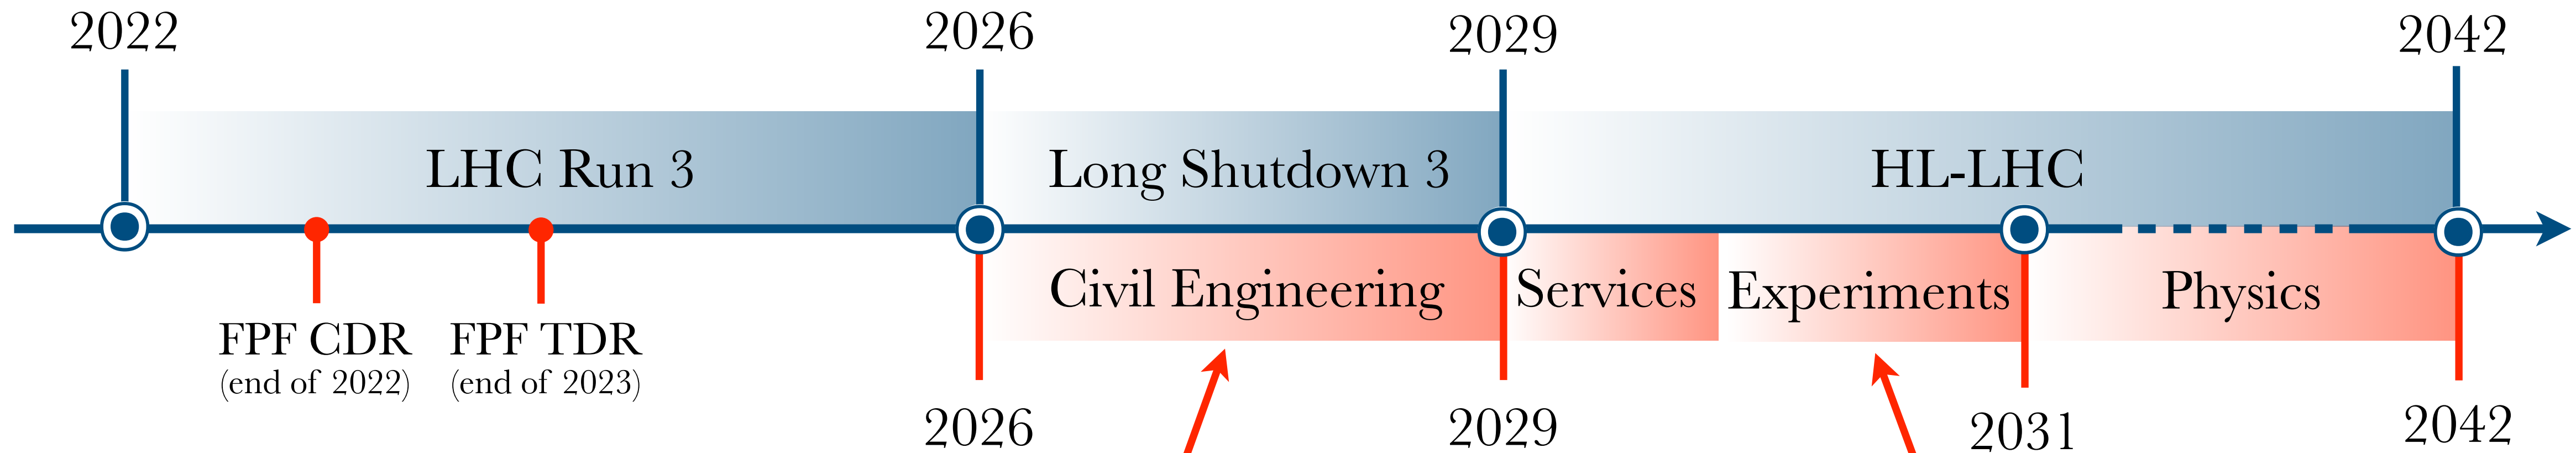 2022
2026
2029
2042
LHC Run 3
Long Shutdown 3
HL-LHC
Civil Engineering
Services
Experiments
Physics
FPF CDR
(end of 2022)
FPF TDR
(end of 2023)
2026
2029
2031
2042